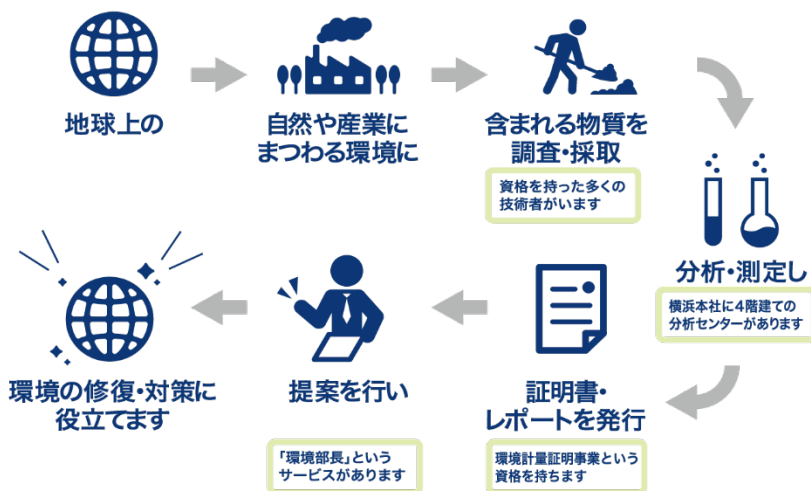 地球上の
自然や産業に
まつわる環境に
含まれる物質を
調査・採取
資格を持った多くの
技術者がいます
分析・測定し
横浜本社に4階建ての
分析センターがあります
証明書・
レポートを発行
環境計量証明事業という
資格を持ちます
提案を行い
「環境部長」という
サービスがあります
環境の修復・対策に
役立てます